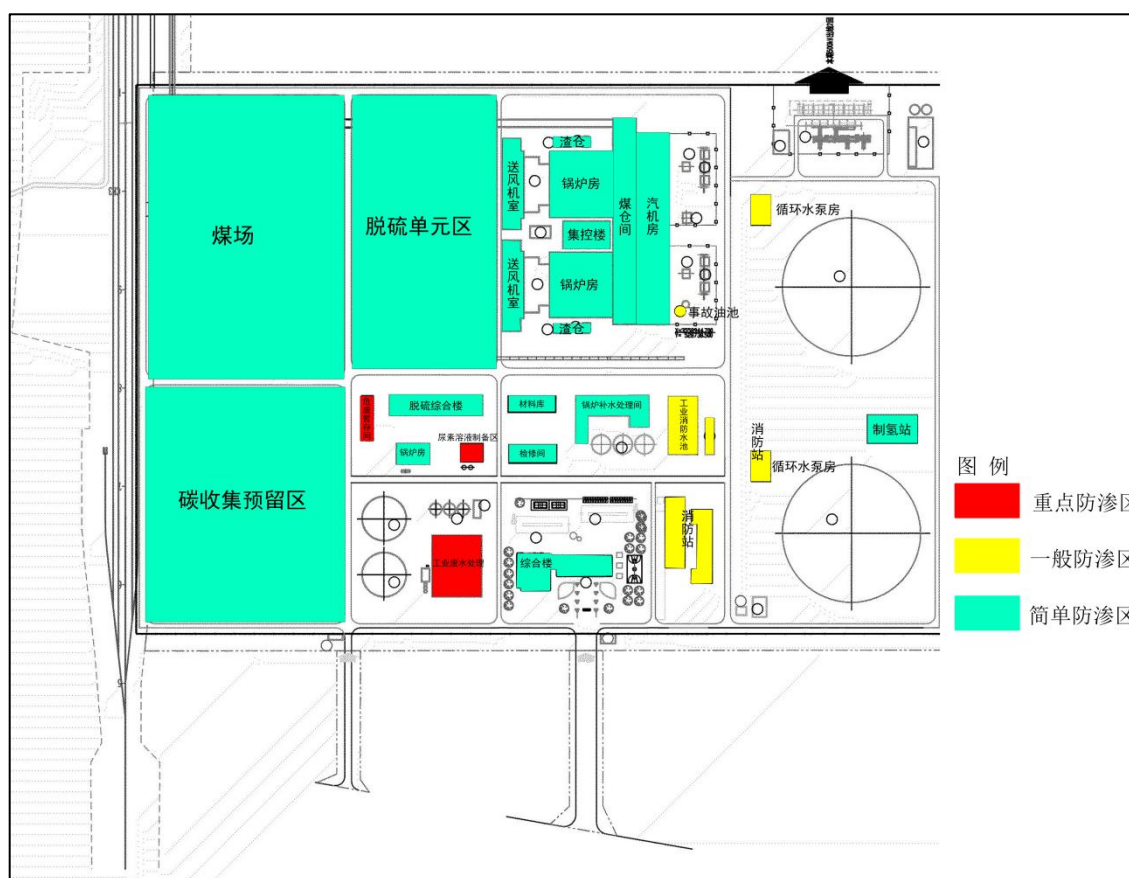 渣仓
送风机室
锅炉房
煤仓间
汽机房
循环水泵房
煤场
脱硫单元区
集控楼
送风机室
锅炉房
渣仓
事故油池
脱硫综合楼
材料库
锅炉补水处理间
工业消防水池
制氢站
消防站
尿素溶液制备区
锅炉房
检修间
循环水泵房
碳收集预留区
消防站
工业废水处理
综合楼
图 例
重点防渗区
一般防渗区
简单防渗区